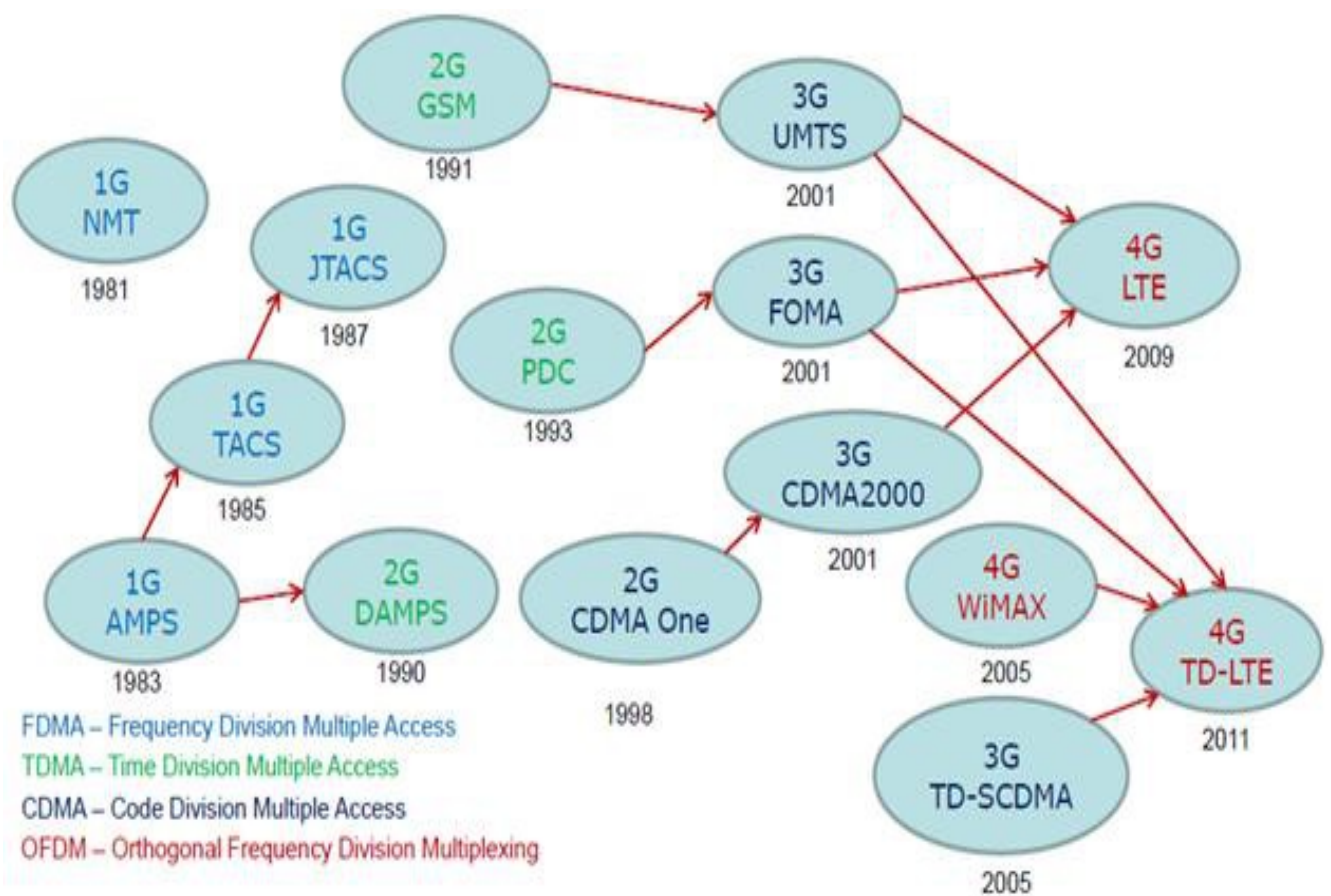 2G
GSM
1991
3G
UMTS
2001
1G
NMT
1981
1G
JTACS
1987
4G
LTE
2009
3G
FOMA
2001
2G
PDC
1993
1G
TACS
1985
3G
CDMA2000
2001
1G
AMPS
1983
2G
DAMPS
1990
2G
CDMA One
1998
4G
WiMAX
2005
4G
TD-LTE
2011
3G
TD-SCDMA
2005
FDMA – Frequency Division Multiple Access
TDMA – Time Division Multiple Access
CDMA – Code Division Multiple Access
OFDM – Orthogonal Frequency Division Multiplexing